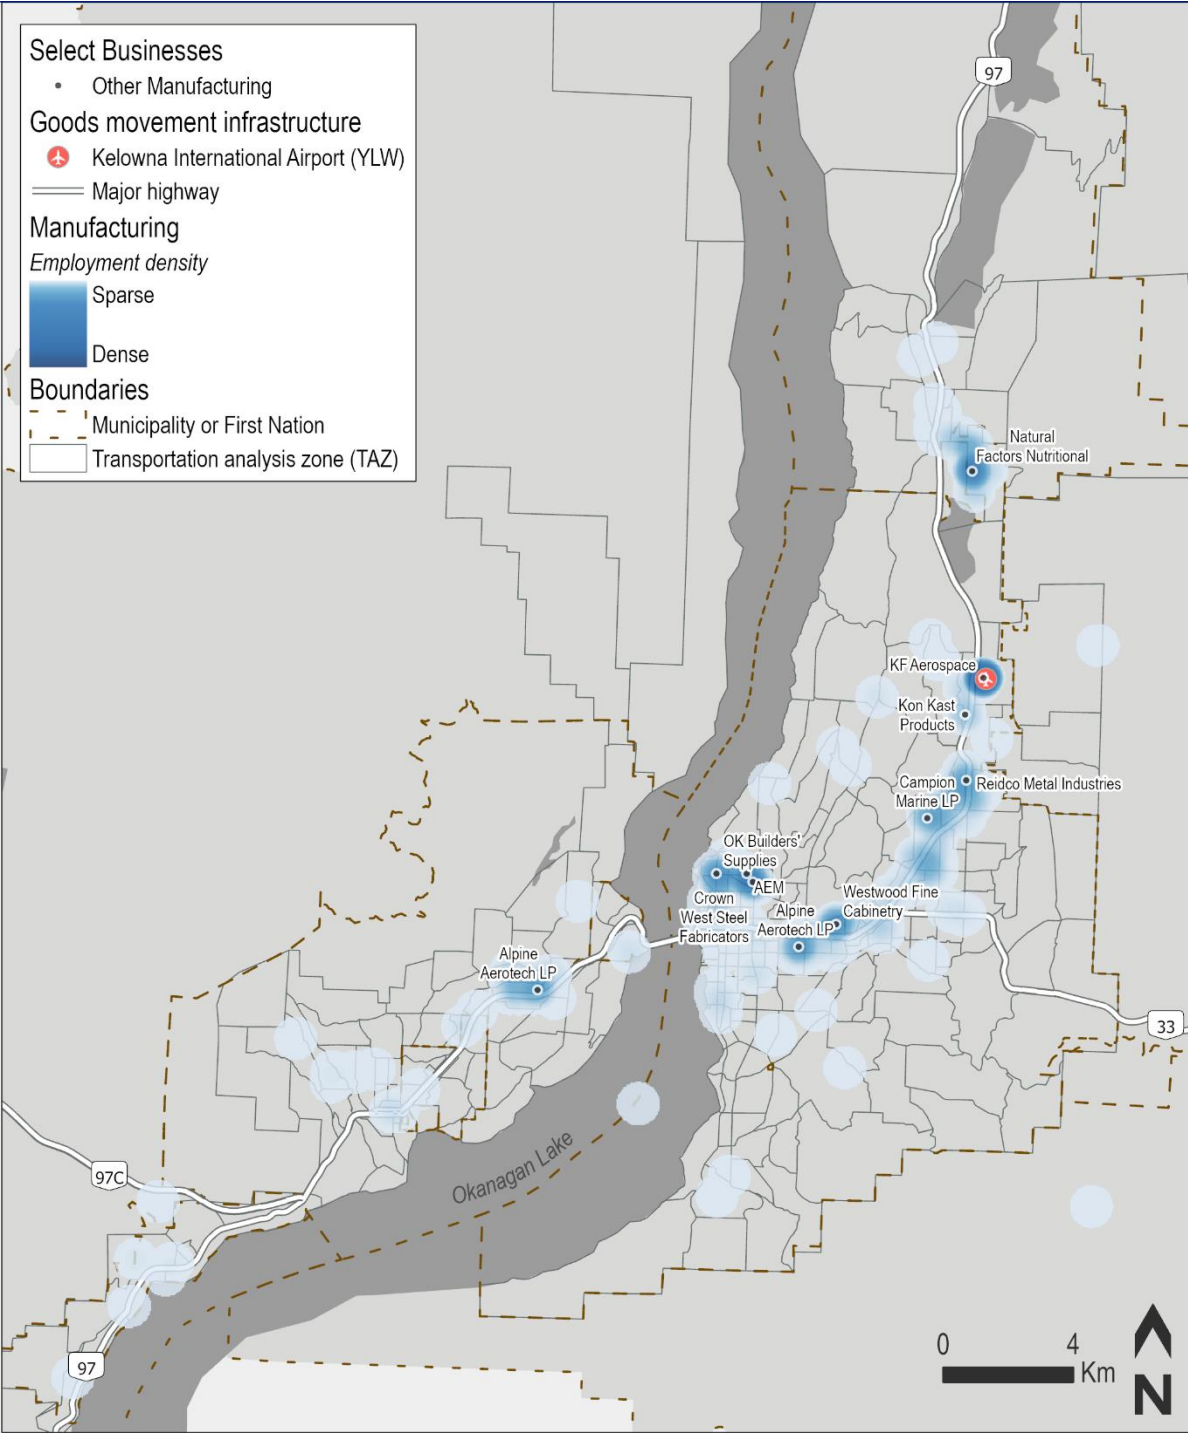 Select Businesses
Other Manufacturing
Goods movement infrastructure
Kelowna International Airport (YLW)
Major highway
Manufacturing
Employment density
Sparse
Dense
Boundaries
Municipality or First Nation
Transportation analysis zone (TAZ)
97
Natural
Factors Nutritional
KF Aerospace
Kon Kast
Products
Campion
Marine LP
Reidco Metal Industries
OK Builders'
Supplies
AEM
Crown
West Steel
Fabricators
Westwood Fine
Cabinetry
Alpine
Aerotech LP
Alpine
Aerotech LP
33
97C
Okanagan Lake
97
0 4
Km
N